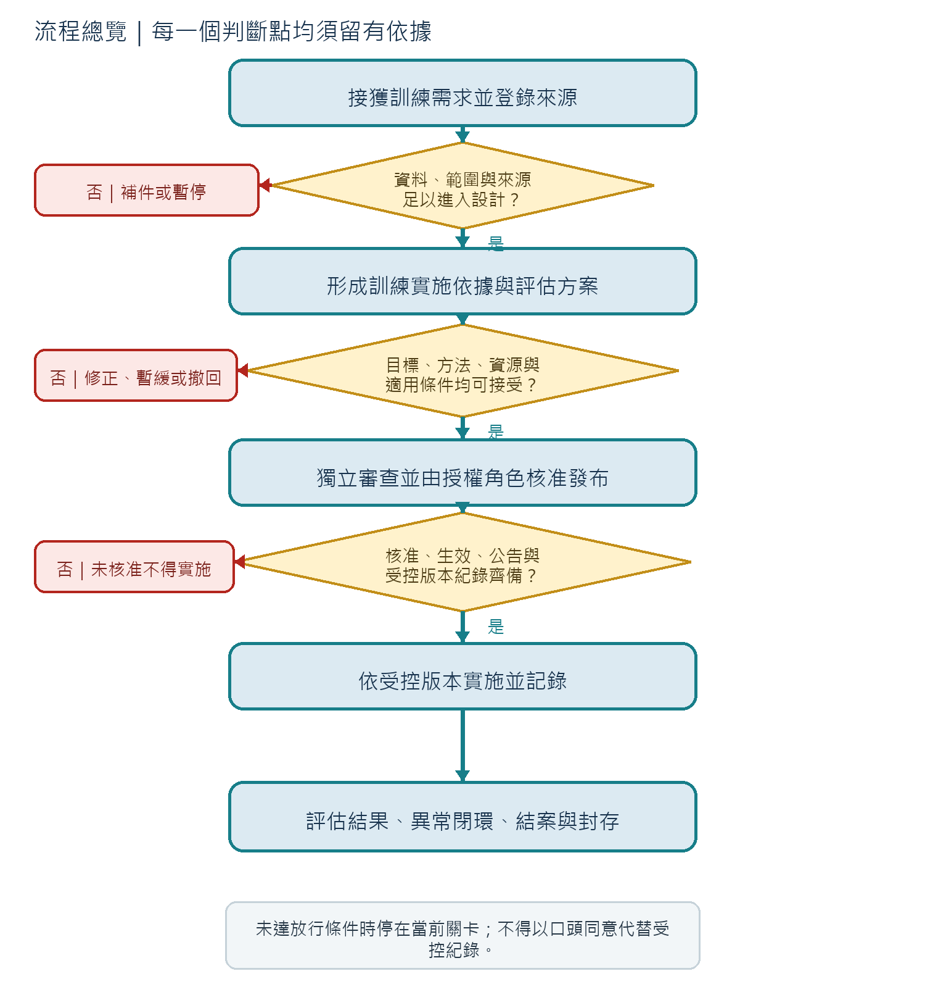 流程總覽｜每一個判斷點均須留有依據
接獲訓練需求並登錄來源
資料、範圍與來源
足以進入設計？
否｜補件或暫停
是
形成訓練實施依據與評估方案
目標、方法、資源與
適用條件均可接受？
否｜修正、暫緩或撤回
是
獨立審查並由授權角色核准發布
核准、生效、公告與
受控版本紀錄齊備？
否｜未核准不得實施
是
依受控版本實施並記錄
評估結果、異常閉環、結案與封存
未達放行條件時停在當前關卡；不得以口頭同意代替受
控紀錄。